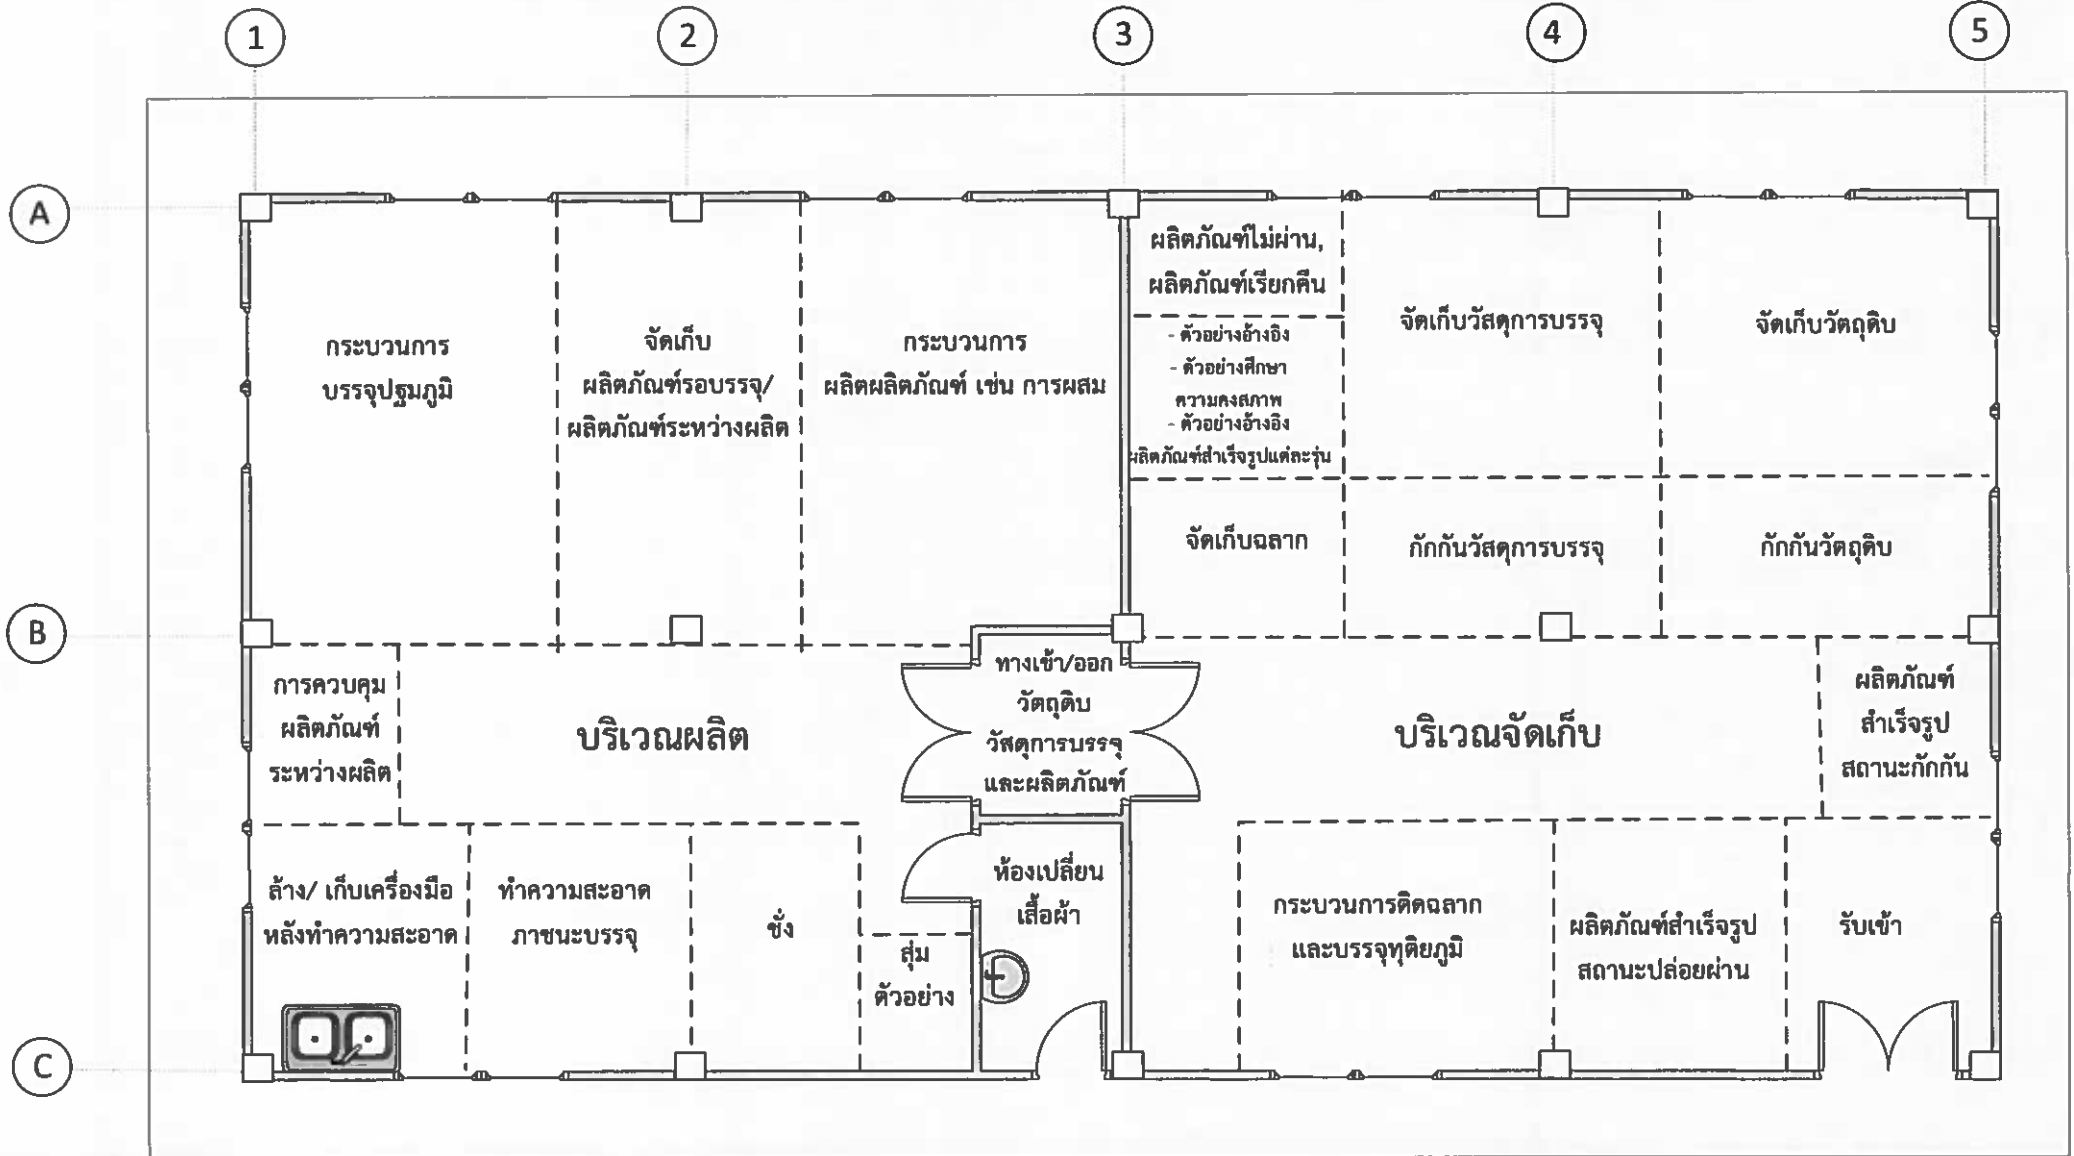 1
2
3
4
5
A
B
C
กระบวนการ
บรรจุปฐมภูมิ
จัดเก็บ
ผลิตภัณฑ์รอบรรจุ/
ผลิตภัณฑ์ระหว่างผลิต
กระบวนการ
ผลิตผลิตภัณฑ์ เช่น การผสม
ผลิตภัณฑ์ไม่ผ่าน,
ผลิตภัณฑ์เรียกคืน
- ตัวอย่างอ้างอิง
- ตัวอย่างศึกษา
ความคงสภาพ
- ตัวอย่างอ้างอิง
ผลิตภัณฑ์สำเร็จรูปแต่ละรุ่น
จัดเก็บวัสดุการบรรจุ
จัดเก็บวัตถุดิบ
จัดเก็บฉลาก
กักกันวัสดุการบรรจุ
กักกันวัตถุดิบ
การควบคุม
ผลิตภัณฑ์
ระหว่างผลิต
บริเวณผลิต
ทางเข้า/ออก
วัตถุดิบ
วัสดุการบรรจุ
และผลิตภัณฑ์
บริเวณจัดเก็บ
ผลิตภัณฑ์
สำเร็จรูป
สถานะกักกัน
ล้าง/ เก็บเครื่องมือ
หลังทำความสะอาด
ทำความสะอาด
ภาชนะบรรจุ
ชั่ง
สุ่ม
ตัวอย่าง
ห้องเปลี่ยน
เสื้อผ้า
กระบวนการติดฉลาก
และบรรจุทุติยภูมิ
ผลิตภัณฑ์สำเร็จรูป
สถานะปล่อยผ่าน
รับเข้า